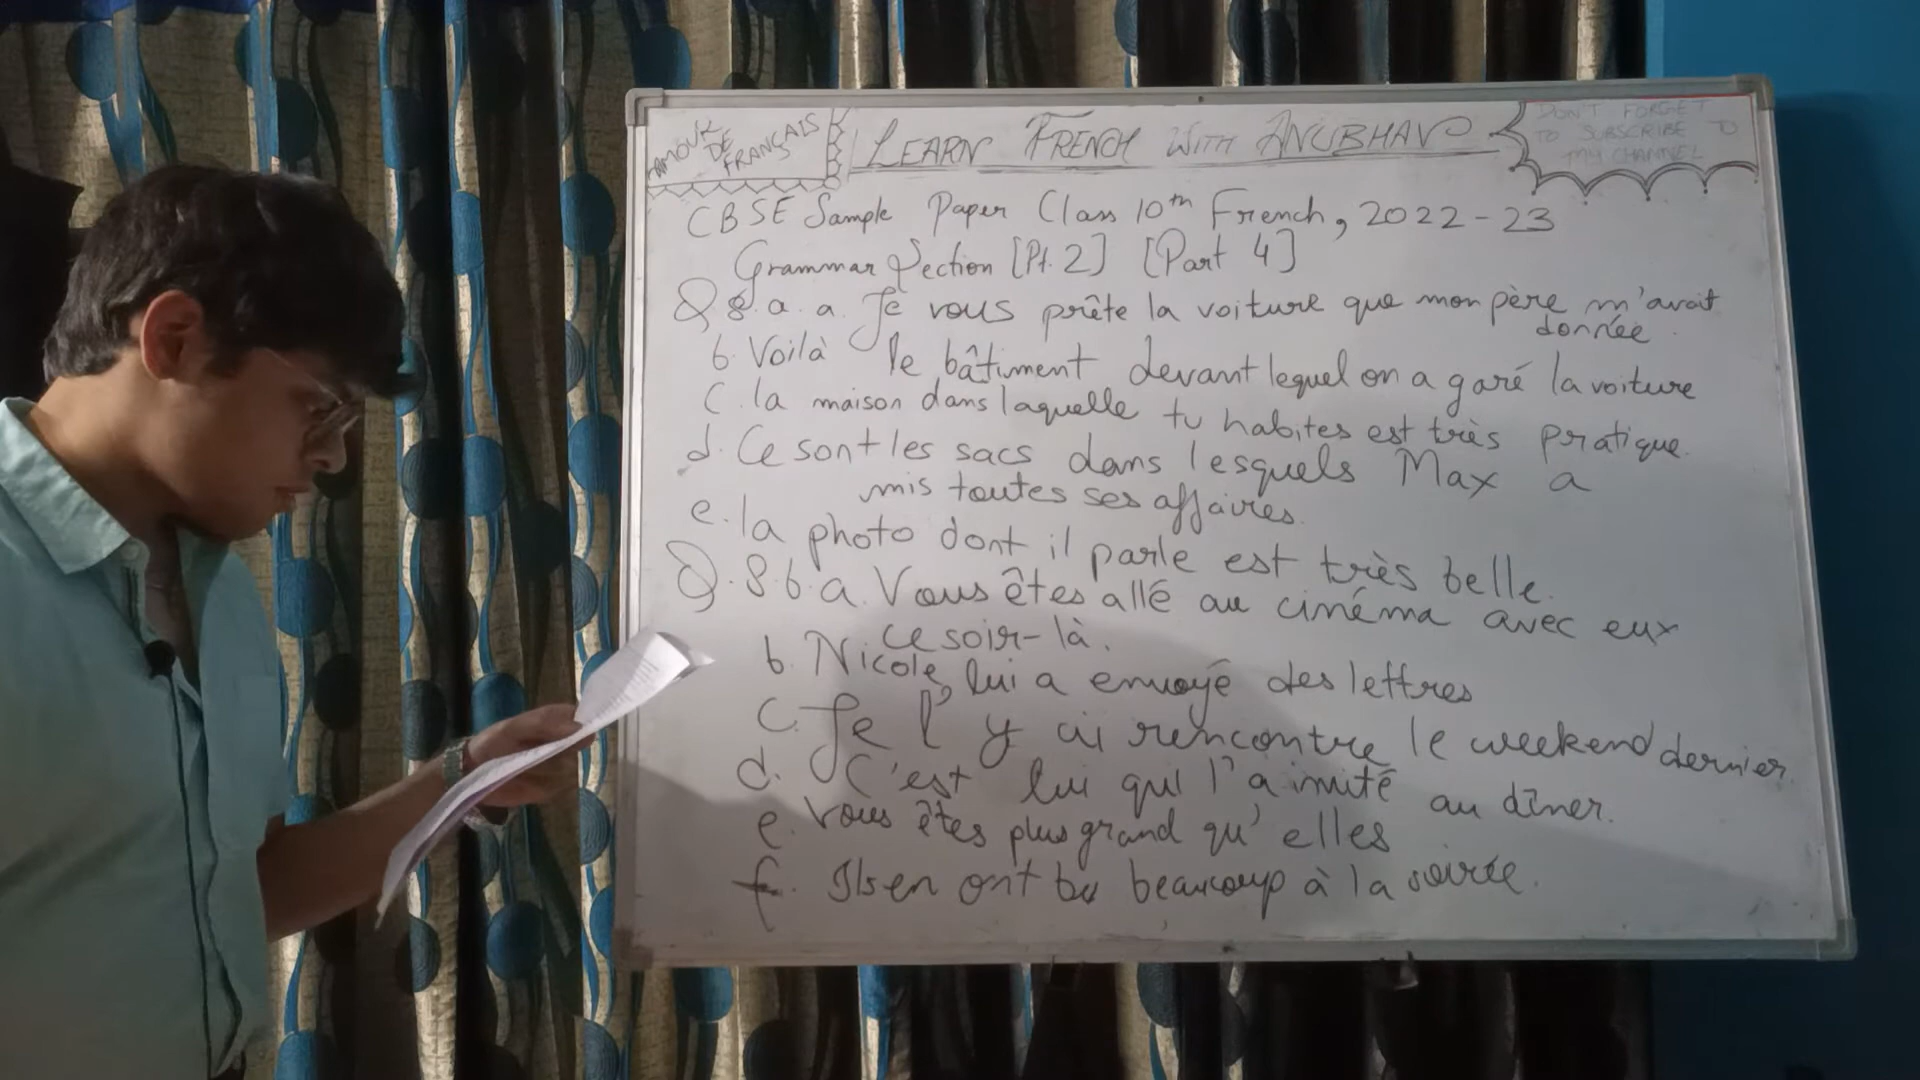 AMOUR
DE
FRANÇAIS
LEARN FRENCH WITH ANUBHAV
DON'T FORGET
TO SUBSCRIBE TO
MY CHANNEL
CBSE Sample Paper Class 10th French, 2022-23
Grammar Section [Pt. 2] [Part 4]
Q 8. a. a. Je vous prête la voiture que mon père m'avait
donnée.
b. Voilà le bâtiment devant lequel on a garé la voiture
c. la maison dans laquelle tu habites est très pratique.
d. Ce sont les sacs dans lesquels Max a
mis toutes ses affaires.
e. la photo dont il parle est très belle.
Q. 8 b. a. Vous êtes allé au cinéma avec eux
ce soir-là.
b. Nicole, lui a envoyé des lettres
c. Je l'y ai rencontre le weekend dernier.
d. C'est lui qui l'a invité au dîner.
e. Vous êtes plus grand qu'elles
f. Ils en ont bu beaucoup à la soirée.